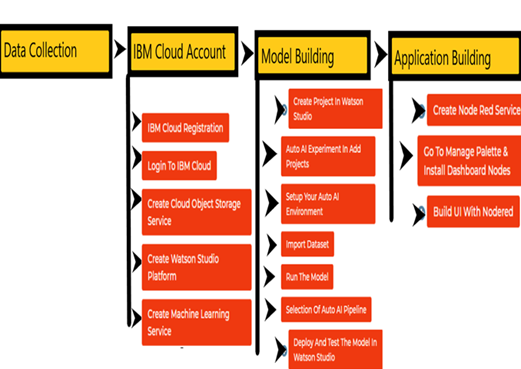 Data Collection
IBM Cloud Account
IBM Cloud Registration
Login To IBM Cloud
Create Cloud Object Storage
Service
Create Watson Studio
Platform
Create Machine Learning
Service
Model Building
Create Project In Watson
Studio
Auto AI Experiment In Add
Projects
Setup Your Auto AI
Environment
Import Dataset
Run The Model
Selection Of Auto AI Pipeline
Deploy And Test The Model In
Watson Studio
Application Building
Create Node Red Service
Go To Manage Palette &
Install Dashboard Nodes
Build UI With Nodered